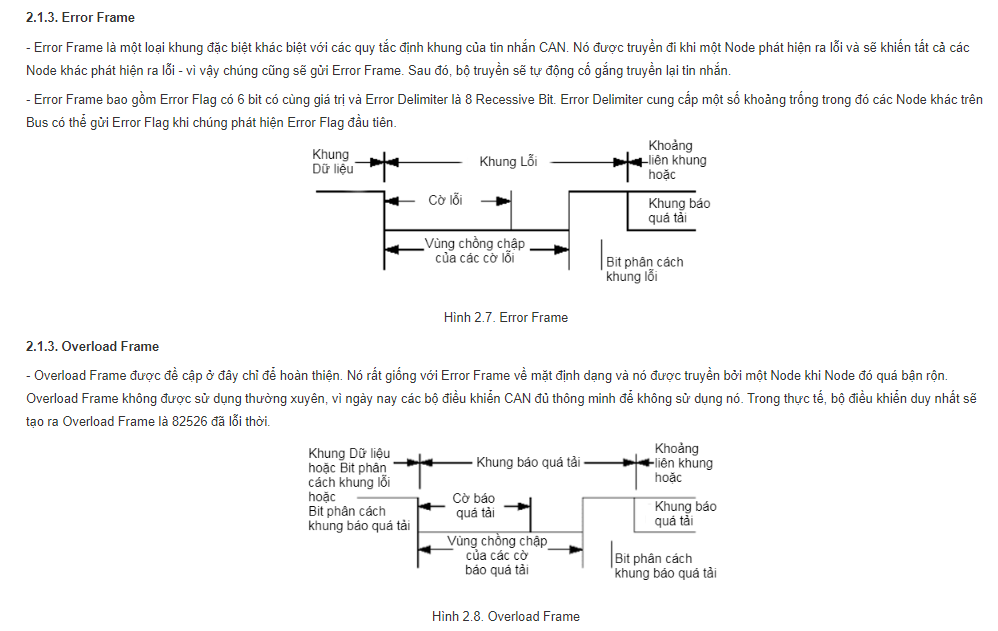 2.1.3. Error Frame
- Error Frame là một loại khung đặc biệt khác biệt với các quy tắc định khung của tin nhắn CAN. Nó được truyền đi khi một Node phát hiện ra lỗi và sẽ khiến tất cả các
Node khác phát hiện ra lỗi - vì vậy chúng cũng sẽ gửi Error Frame. Sau đó, bộ truyền sẽ tự động cố gắng truyền lại tin nhắn.
- Error Frame bao gồm Error Flag có 6 bit có cùng giá trị và Error Delimiter là 8 Recessive Bit. Error Delimiter cung cấp một số khoảng trống trong đó các Node khác trên
Bus có thể gửi Error Flag khi chúng phát hiện Error Flag đầu tiên.
Khung
Dữ liệu
Khung Lỗi
Khoảng
liên khung
hoặc
Cờ lỗi
Khung báo
quá tải
Vùng chồng chập
của các cờ lỗi
Bit phân cách
khung lỗi
Hình 2.7. Error Frame
2.1.3. Overload Frame
- Overload Frame được đề cập ở đây chỉ để hoàn thiện. Nó rất giống với Error Frame về mặt định dạng và nó được truyền bởi một Node khi Node đó quá bận rộn.
Overload Frame không được sử dụng thường xuyên, vì ngày nay các bộ điều khiển CAN đủ thông minh để không sử dụng nó. Trong thực tế, bộ điều khiển duy nhất sẽ
tạo ra Overload Frame là 82526 đã lỗi thời.
Khung Dữ liệu
hoặc Bit phân
cách khung lỗi
hoặc
Bit phân cách
khung báo quá tải
Khung báo quá tải
Khoảng
liên khung
hoặc
Cờ báo
quá tải
Khung báo
quá tải
Vùng chồng chập
của các cờ
báo quá tải
Bit phân cách
khung báo quá tải
Hình 2.8. Overload Frame